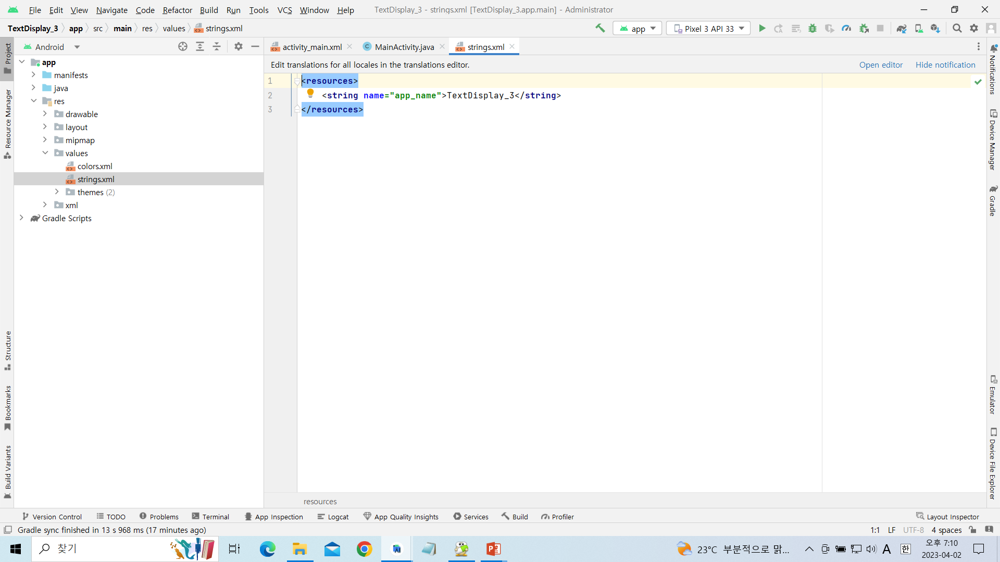 File Edit View Navigate Code Refactor Build Run Tools VCS Window Help TextDisplay_3 - strings.xml [TextDisplay_3.app.main] - Administrator
TextDisplay_3 app src main res values strings.xml app Pixel 3 API 33
Project
Resource Manager
Structure
Bookmarks
Build Variants
Android
app
manifests
java
res
drawable
layout
mipmap
values
colors.xml
strings.xml
themes (2)
xml
Gradle Scripts
activity_main.xml MainActivity.java strings.xml
Edit translations for all locales in the translations editor. Open editor Hide notification
1 <resources>
2 <string name="app_name">TextDisplay_3</string>
3 </resources>
resources
Notifications
Device Manager
Gradle
Emulator
Device File Explorer
Version Control TODO Problems Terminal App Inspection Logcat App Quality Insights Services Build Profiler Layout Inspector
Gradle sync finished in 13 s 968 ms (17 minutes ago) 1:1 LF UTF-8 4 spaces
찾기 23°C 부분적으로 맑... A 한 오후 7:10
2023-04-02